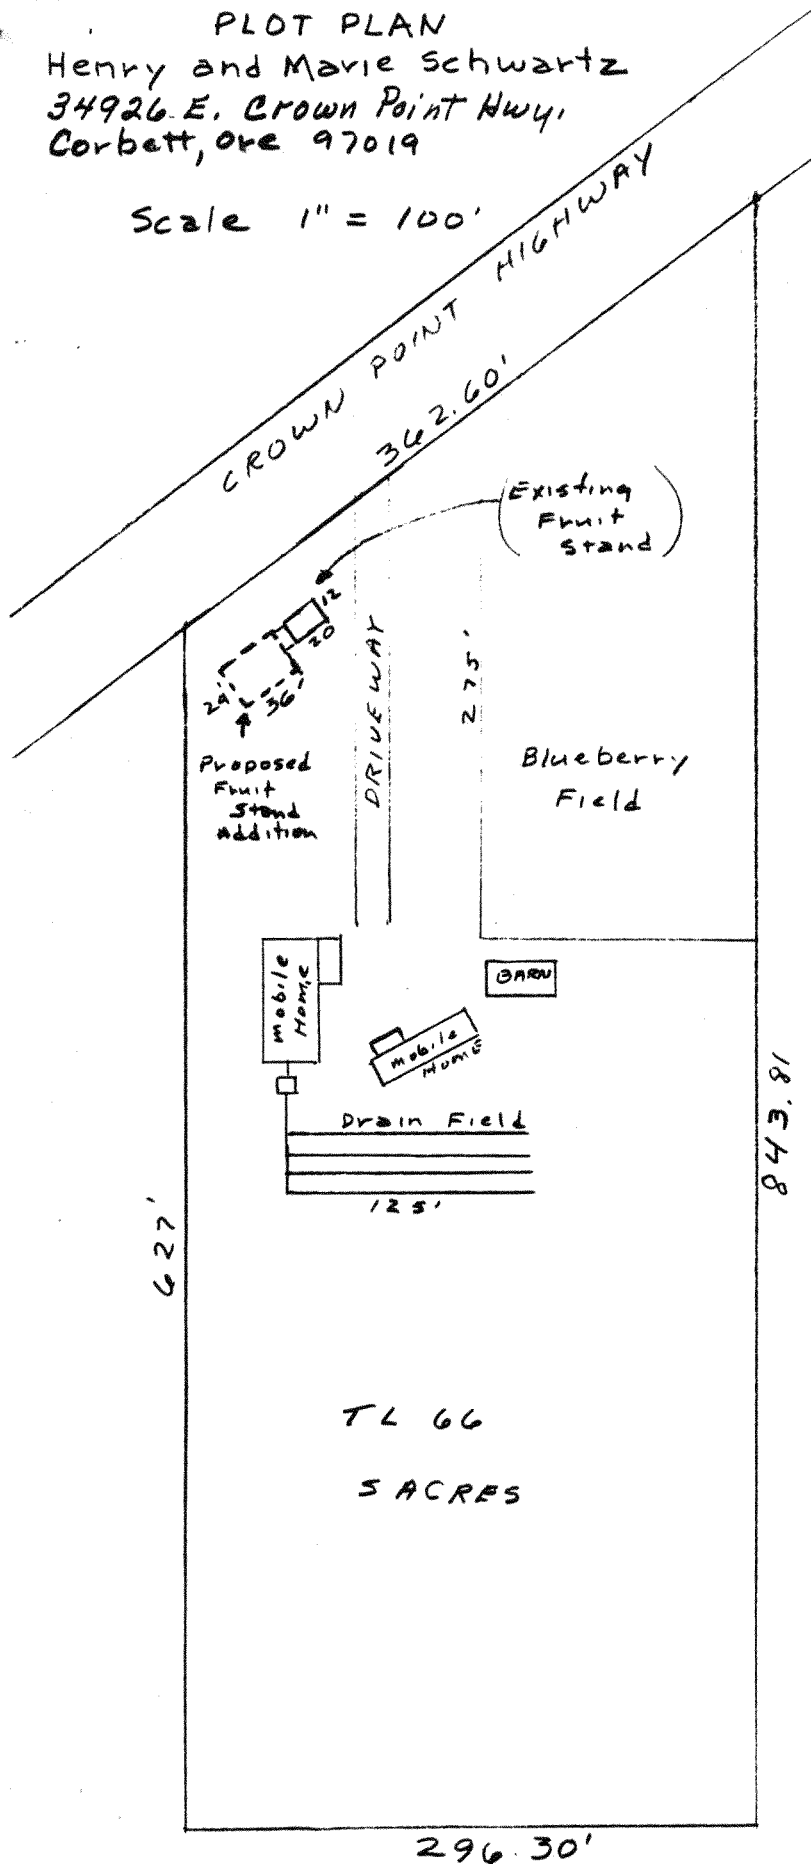 PLOT PLAN
Henry and Marie Schwartz
34926 E. Crown Point Hwy.
Corbett, Ore 97019
Scale 1" = 100'
CROWN POINT HIGHWAY
362.60'
(Existing
Fruit
Stand)
12
20
24
36
Proposed
Fruit
Stand
Addition
DRIVEWAY
275'
Blueberry
Field
mobile
Home
BARN
mobile
HOME
Drain Field
125'
627'
843.81
TL 66
5 ACRES
296.30'